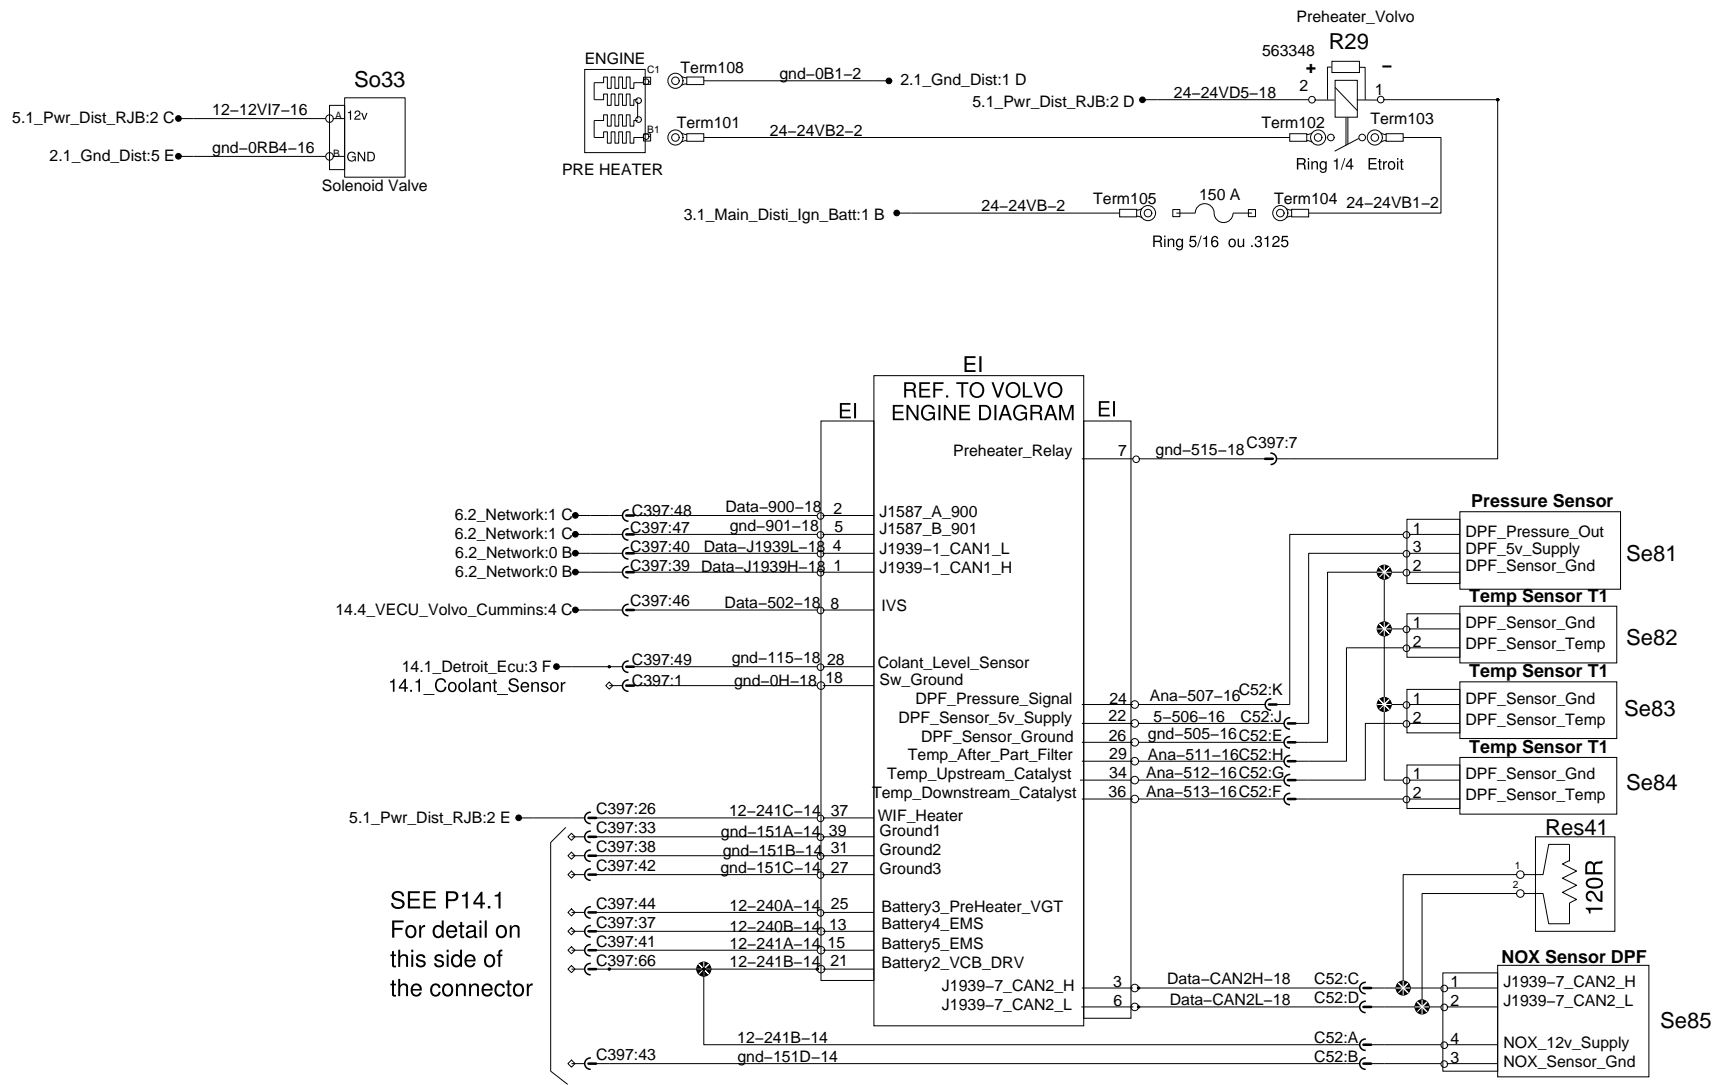 Preheater_Volvo
R29
563348
+
−
2
1
ENGINE
C1
Term108
gnd−0B1−2
2.1_Gnd_Dist:1 D
5.1_Pwr_Dist_RJB:2 D
24−24VD5−18
So33
5.1_Pwr_Dist_RJB:2 C
12−12VI7−16
A
12v
2.1_Gnd_Dist:5 E
gnd−0RB4−16
B
GND
Solenoid Valve
B1
Term101
24−24VB2−2
Term102
Term103
PRE HEATER
Ring 1/4
Etroit
3.1_Main_Disti_Ign_Batt:1 B
24−24VB−2
Term105
150 A
Term104
24−24VB1−2
Ring 5/16 ou .3125
EI
REF. TO VOLVO
ENGINE DIAGRAM
EI
EI
Preheater_Relay
7
gnd−515−18
C397:7
6.2_Network:1 C
C397:48
Data−900−18
2
J1587_A_900
6.2_Network:1 C
C397:47
gnd−901−18
5
J1587_B_901
6.2_Network:0 B
C397:40
Data−J1939L−18
4
J1939−1_CAN1_L
6.2_Network:0 B
C397:39
Data−J1939H−18
1
J1939−1_CAN1_H
14.4_VECU_Volvo_Cummins:4 C
C397:46
Data−502−18
8
IVS
14.1_Detroit_Ecu:3 F
C397:49
gnd−115−18
28
Colant_Level_Sensor
14.1_Coolant_Sensor
C397:1
gnd−0H−18
18
Sw_Ground
DPF_Pressure_Signal
24
Ana−507−16
C52:K
DPF_Sensor_5v_Supply
22
5−506−16
C52:J
DPF_Sensor_Ground
26
gnd−505−16
C52:E
Temp_After_Part_Filter
29
Ana−511−16
C52:H
Temp_Upstream_Catalyst
34
Ana−512−16
C52:G
Temp_Downstream_Catalyst
36
Ana−513−16
C52:F
Pressure Sensor
1
DPF_Pressure_Out
3
DPF_5v_Supply
2
DPF_Sensor_Gnd
Se81
Temp Sensor T1
1
DPF_Sensor_Gnd
2
DPF_Sensor_Temp
Se82
Temp Sensor T1
1
DPF_Sensor_Gnd
2
DPF_Sensor_Temp
Se83
Temp Sensor T1
1
DPF_Sensor_Gnd
2
DPF_Sensor_Temp
Se84
5.1_Pwr_Dist_RJB:2 E
C397:26
12−241C−14
37
WIF_Heater
C397:33
gnd−151A−14
39
Ground1
C397:38
gnd−151B−14
31
Ground2
C397:42
gnd−151C−14
27
Ground3
SEE P14.1
For detail on
this side of
the connector
C397:44
12−240A−14
25
Battery3_PreHeater_VGT
C397:37
12−240B−14
13
Battery4_EMS
C397:41
12−241A−14
15
Battery5_EMS
C397:66
12−241B−14
21
Battery2_VCB_DRV
Res41
1
2
120R
J1939−7_CAN2_H
3
Data−CAN2H−18
C52:C
J1939−7_CAN2_L
6
Data−CAN2L−18
C52:D
12−241B−14
C52:A
C397:43
gnd−151D−14
C52:B
NOX Sensor DPF
1
J1939−7_CAN2_H
2
J1939−7_CAN2_L
4
NOX_12v_Supply
3
NOX_Sensor_Gnd
Se85